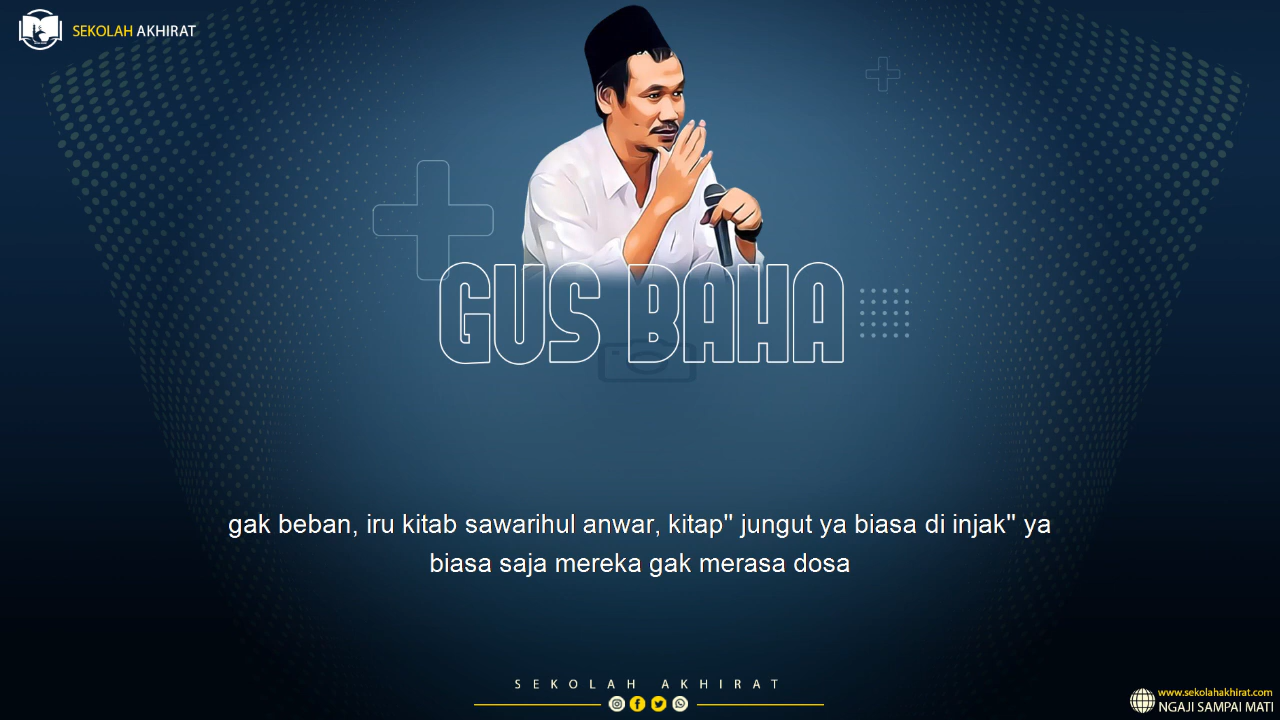 SEKOLAH AKHIRAT
GUS BAHA
gak beban, iru kitab sawarihul anwar, kitap" jungut ya biasa di injak" ya
biasa saja mereka gak merasa dosa
SEKOLAH AKHIRAT
www.sekolahakhirat.com
NGAJI SAMPAI MATI